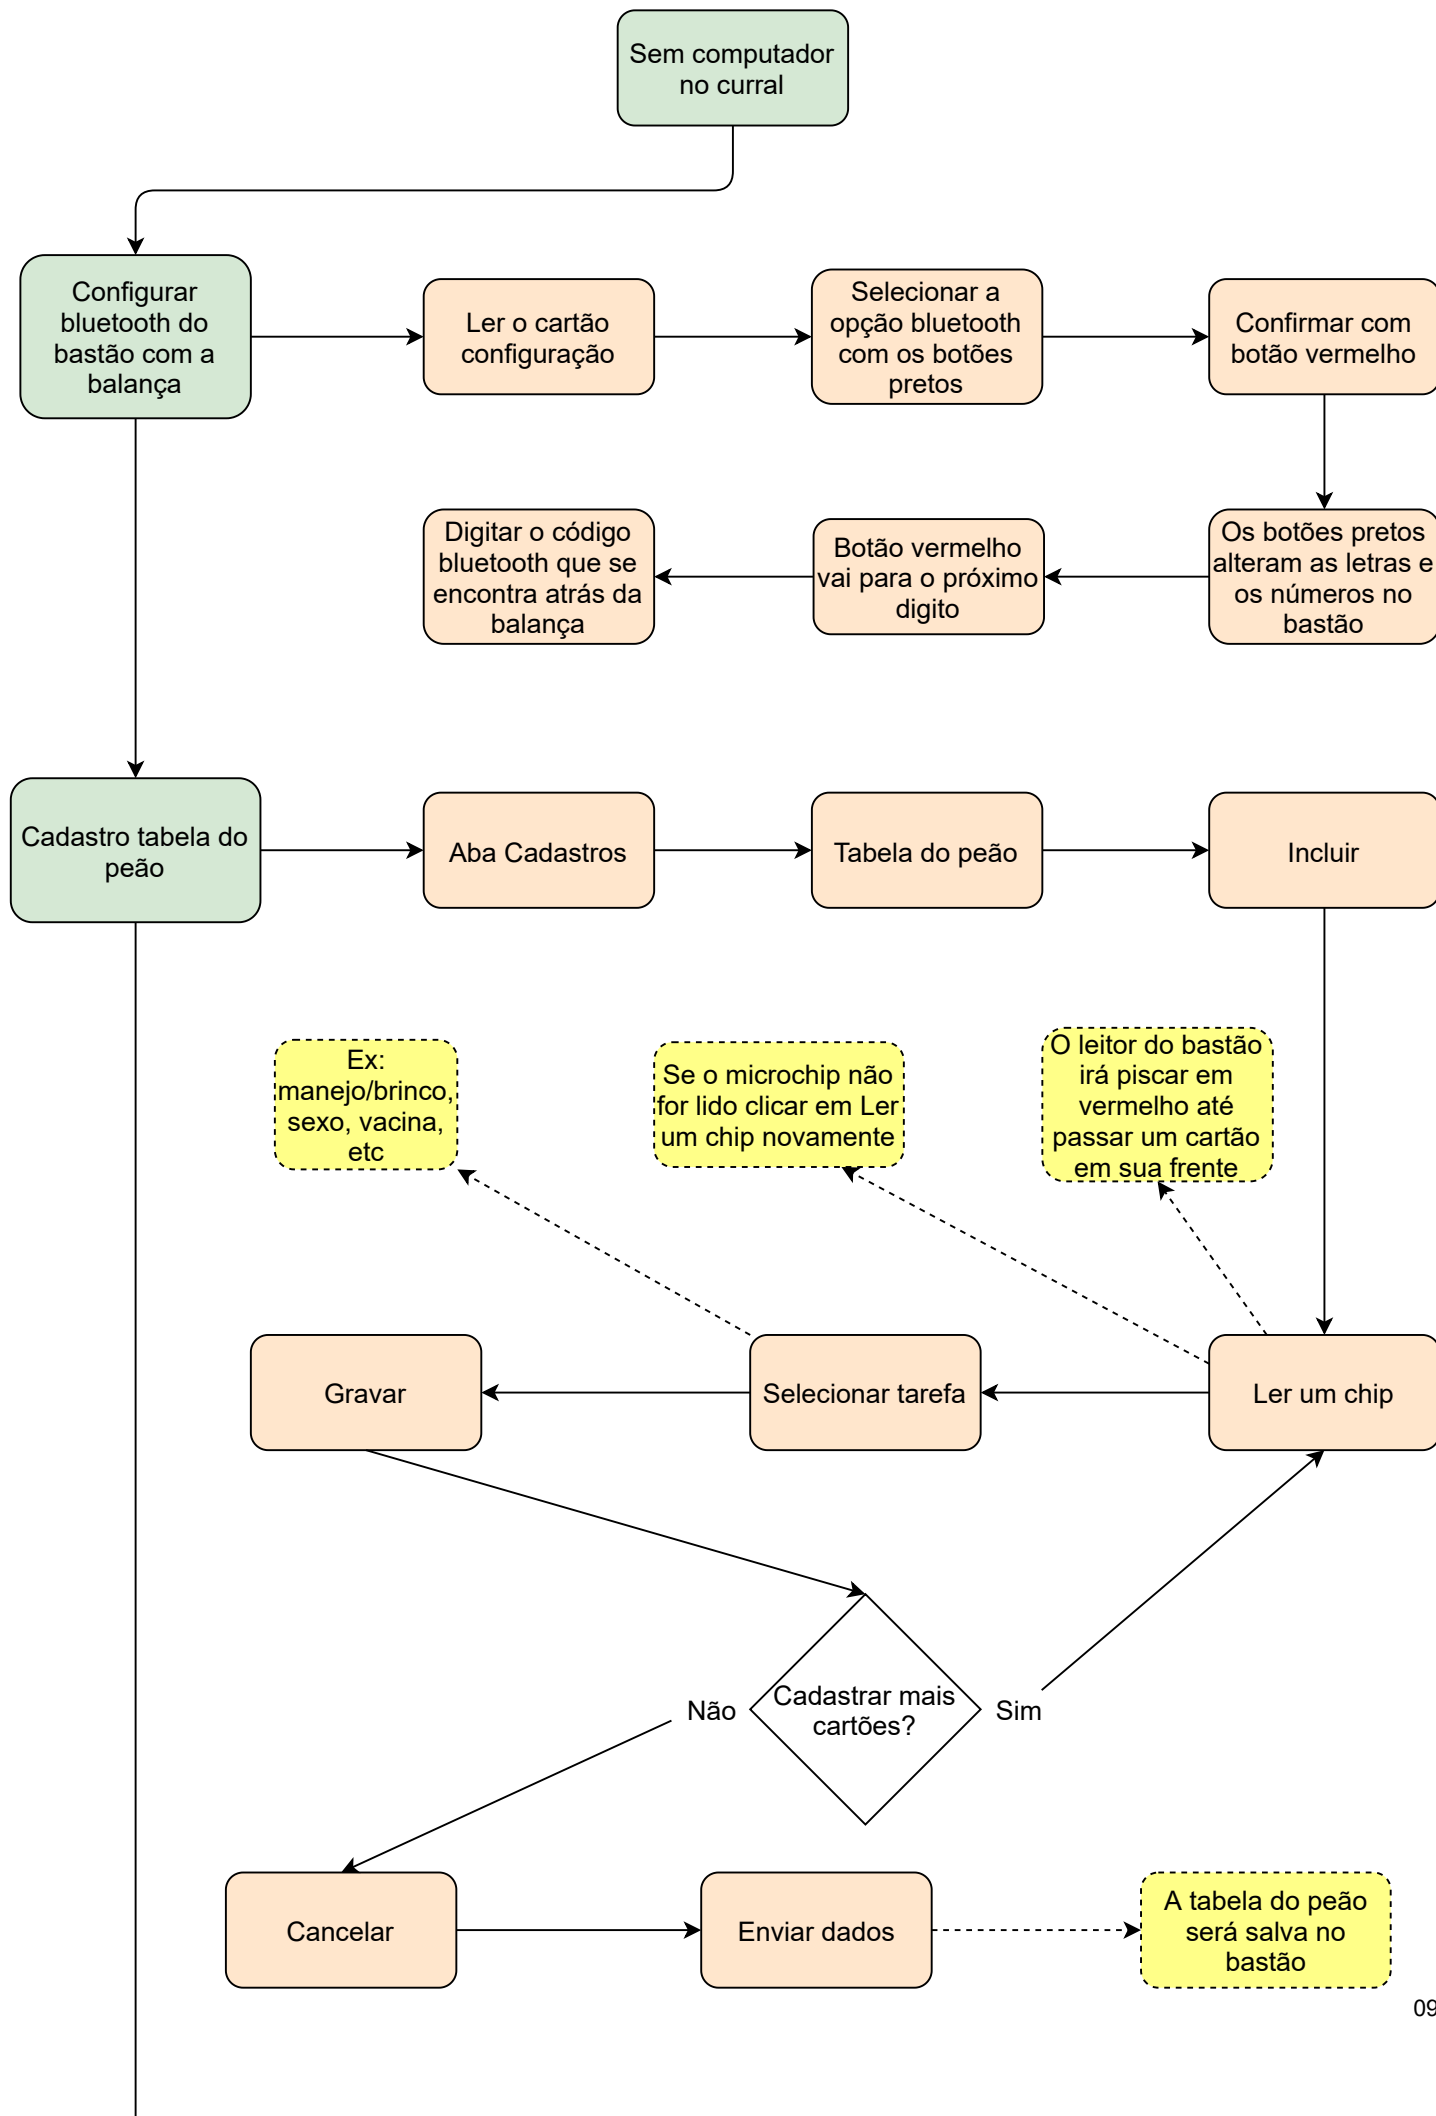 Sem computador
no curral
Configurar
bluetooth do
bastão com a
balança
Ler o cartão
configuração
Selecionar a
opção bluetooth
com os botões
pretos
Confirmar com
botão vermelho
Os botões pretos
alteram as letras e
os números no
bastão
Botão vermelho
vai para o próximo
digito
Digitar o código
bluetooth que se
encontra atrás da
balança
Cadastro tabela do
peão
Aba Cadastros
Tabela do peão
Incluir
Ex:
manejo/brinco,
sexo, vacina,
etc
Se o microchip não
for lido clicar em Ler
um chip novamente
O leitor do bastão
irá piscar em
vermelho até
passar um cartão
em sua frente
Ler um chip
Selecionar tarefa
Gravar
Cadastrar mais
cartões?
Não
Sim
Cancelar
Enviar dados
A tabela do peão
será salva no
bastão
09